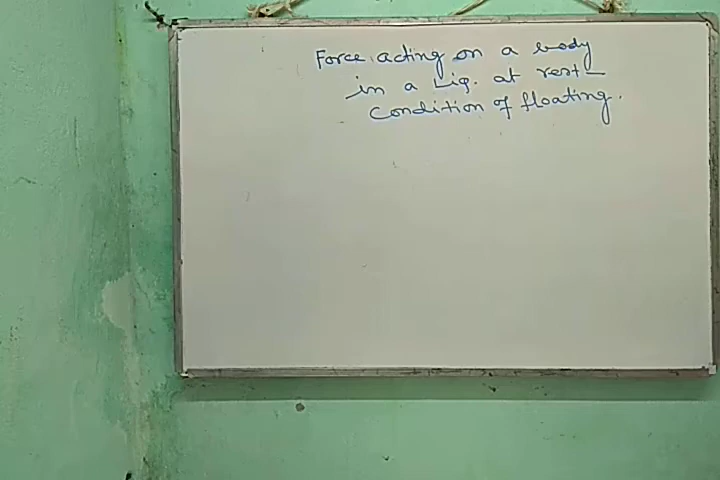 Force acting on a body
in a Liq. at rest -
Condition of floating.